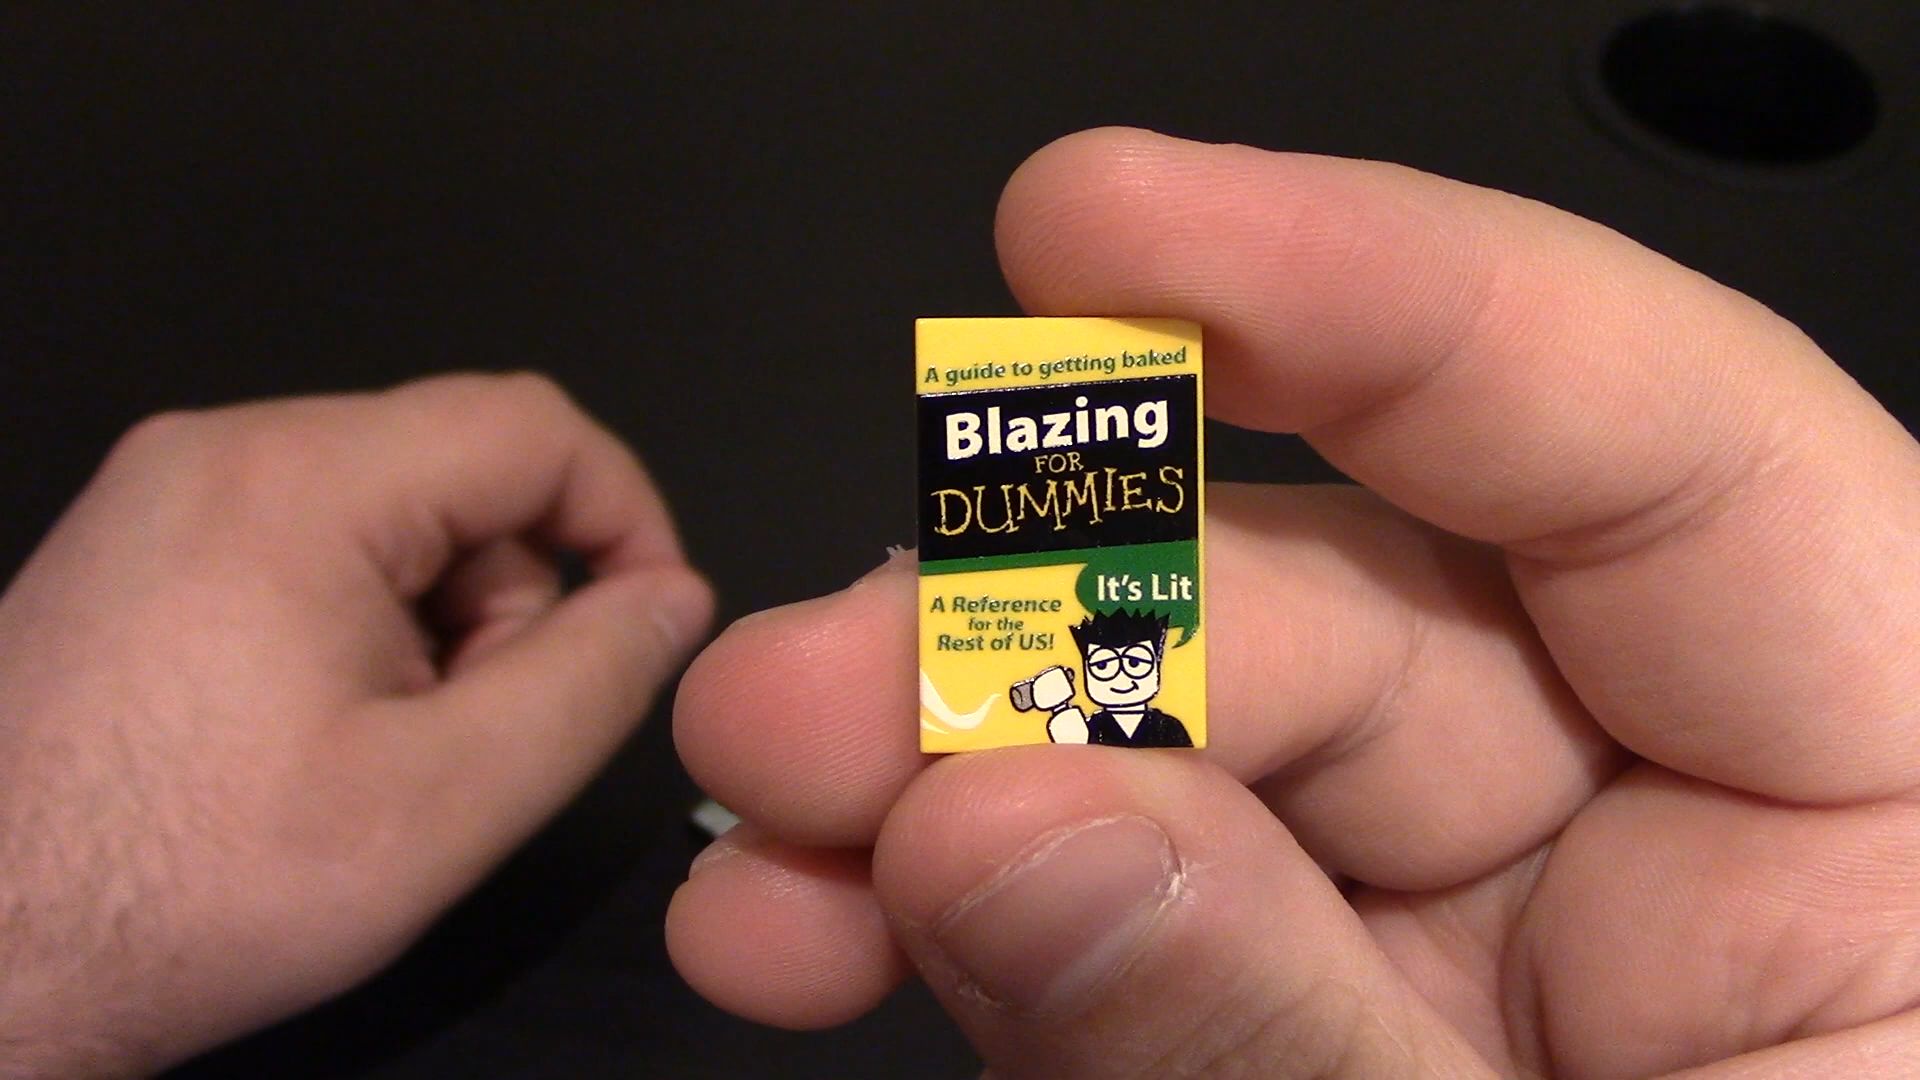 A guide to getting baked
Blazing
FOR
DUMMIES
It's Lit
A Reference
for the
Rest of US!